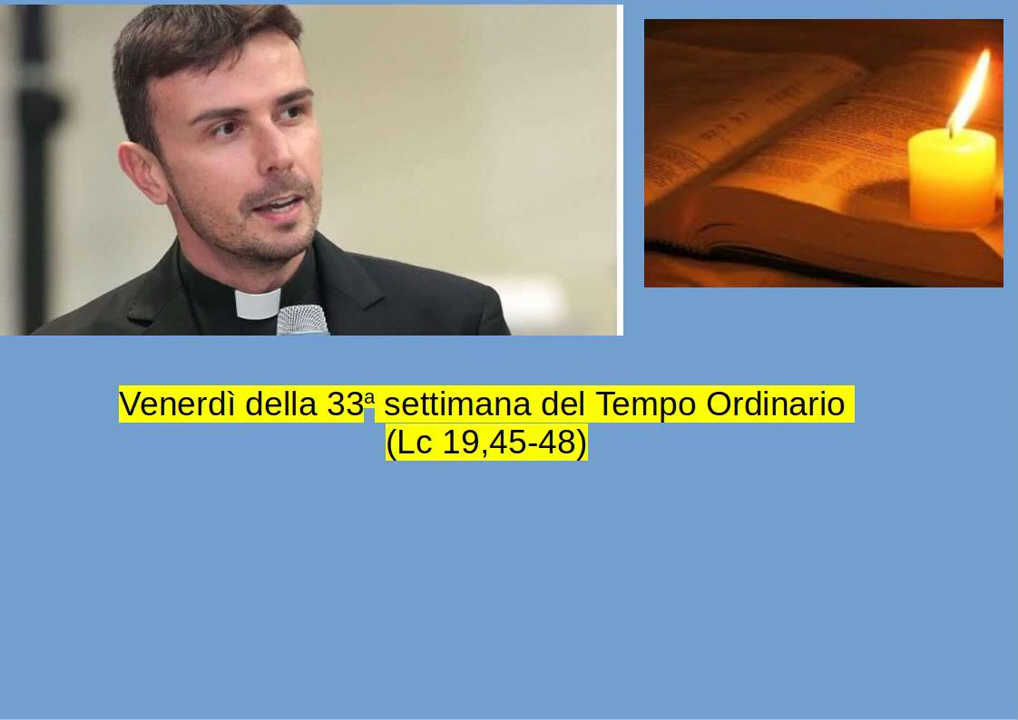 Venerdì della 33ª settimana del Tempo Ordinario
(Lc 19,45-48)